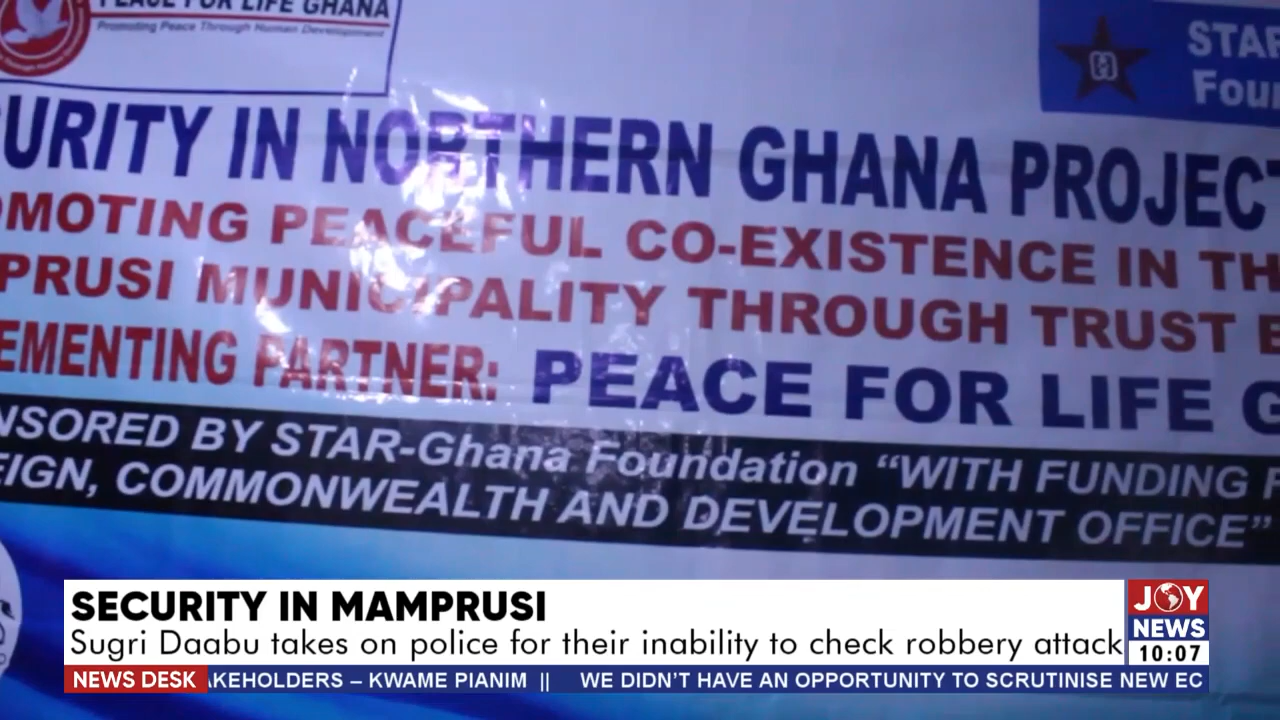 PEACE FOR LIFE GHANA
Promoting Peace Through Human Development
STAR
Foun
CURITY IN NORTHERN GHANA PROJECT
OMOTING PEACEFUL CO-EXISTENCE IN TH
MPRUSI MUNICIPALITY THROUGH TRUST B
EMENTING PARTNER: PEACE FOR LIFE G
NSORED BY STAR-Ghana Foundation “WITH FUNDING F
EIGN, COMMONWEALTH AND DEVELOPMENT OFFICE”
SECURITY IN MAMPRUSI
Sugri Daabu takes on police for their inability to check robbery attack
JOY
NEWS
10:07
NEWS DESK AKEHOLDERS – KWAME PIANIM || WE DIDN’T HAVE AN OPPORTUNITY TO SCRUTINISE NEW EC